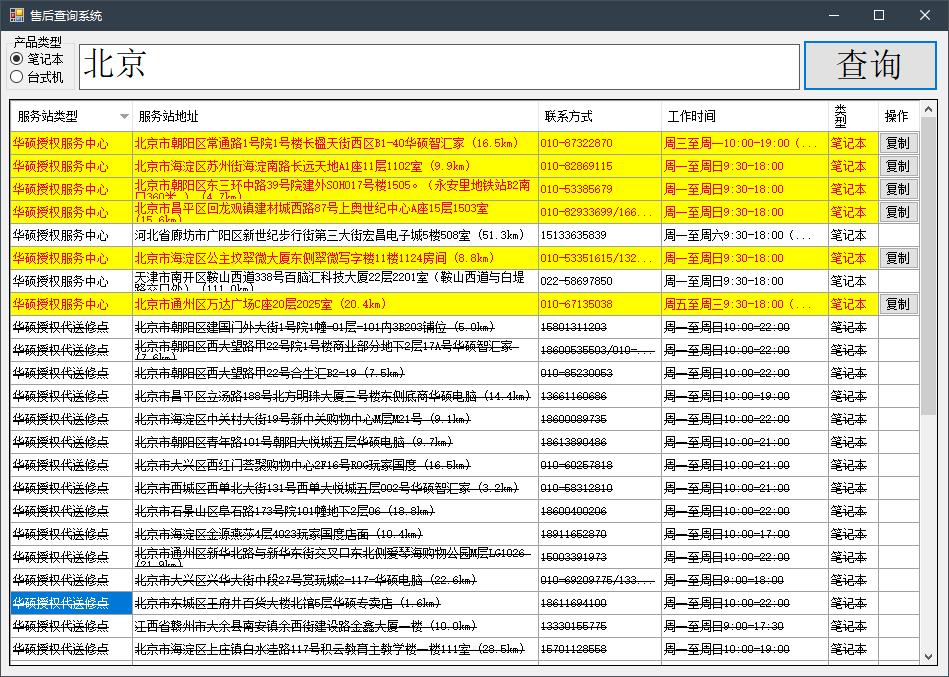 售后查询系统
产品类型
笔记本
台式机
北京
查询
服务站类型 服务站地址 联系方式 工作时间 类型 操作
华硕授权服务中心 北京市朝阳区常通路1号院1号楼长楹天街西区B1-40华硕智汇家 (16.5km) 010-87322870 周三至周一10:00-19:00 (... 笔记本 复制
华硕授权服务中心 北京市海淀区苏州街海淀南路长远天地A1座11层1102室 (9.9km) 010-82869115 周一至周日9:30-18:00 笔记本 复制
华硕授权服务中心 北京市朝阳区东三环中路39号院建外SOHO17号楼1505。（永安里地铁站B2南口360米 ） (4.7km) 010-53385679 周一至周日9:30-18:00 笔记本 复制
华硕授权服务中心 北京市昌平区回龙观镇建材城西路87号上奥世纪中心A座15层1503室 (15.6km) 010-82933699/166... 周一至周日9:30-18:00 笔记本 复制
华硕授权服务中心 河北省廊坊市广阳区新世纪步行街第三大街宏昌电子城5楼508室 (51.3km) 15133635839 周一至周六9:30-18:00 (... 笔记本
华硕授权服务中心 北京市海淀区公主坟翠微大厦东侧翠微写字楼11楼1124房间 (8.8km) 010-53351615/132... 周一至周日9:30-18:00 笔记本 复制
华硕授权服务中心 天津市南开区鞍山西道338号百脑汇科技大厦22层2201室（鞍山西道与白堤路交口处） (111.0km) 022-58697850 周一至周日9:30-18:00 笔记本
华硕授权服务中心 北京市通州区万达广场C座20层2025室 (20.4km) 010-67135038 周五至周三9:30-18:00 (... 笔记本 复制
华硕授权代送修点 北京市朝阳区建国门外大街1号院1幢-01层-101内3B203铺位 (5.0km) 15801311203 周一至周日10:00-22:00 笔记本
华硕授权代送修点 北京市朝阳区西大望路甲22号院1号楼商业部分地下2层17A号华硕智汇家 (7.6km) 18600535503/010-... 周一至周日10:00-22:00 笔记本
华硕授权代送修点 北京市朝阳区西大望路甲22号合生汇B2-19 (7.5km) 010-85230053 周一至周日10:00-22:00 笔记本
华硕授权代送修点 北京市昌平区立汤路188号北方明珠大厦三号楼东侧底商华硕电脑 (14.4km) 13661160686 周一至周日10:00-19:00 笔记本
华硕授权代送修点 北京市海淀区中关村大街19号新中关购物中心M层M21号 (9.1km) 18600089735 周一至周日10:00-22:00 笔记本
华硕授权代送修点 北京市朝阳区青年路101号朝阳大悦城五层华硕电脑 (9.7km) 18613890486 周一至周日10:00-21:00 笔记本
华硕授权代送修点 北京市大兴区西红门荟聚购物中心2F16号ROG玩家国度 (16.5km) 010-60257818 周一至周日10:00-21:00 笔记本
华硕授权代送修点 北京市西城区西单北大街131号西单大悦城五层002号华硕智汇家 (3.2km) 010-58312810 周一至周日10:00-21:00 笔记本
华硕授权代送修点 北京市石景山区阜石路173号院101幢地下2层06 (18.8km) 18600400206 周一至周日10:00-22:00 笔记本
华硕授权代送修点 北京市海淀区金源燕莎4层4023玩家国度店面 (10.4km) 18911652870 周一至周日10:00-17:00 笔记本
华硕授权代送修点 北京市通州区新华北路与新华东街交叉口东北侧爱琴海购物公园M层LG1026 (21.9km) 15003391973 周一至周日10:00-22:00 笔记本
华硕授权代送修点 北京市大兴区兴华大街中段27号赏玩城2-117-华硕电脑 (22.6km) 010-69209775/133... 周一至周日9:00-18:00 笔记本
华硕授权代送修点 北京市东城区王府井百货大楼北馆5层华硕专卖店 (1.6km) 18611694100 周一至周日10:00-22:00 笔记本
华硕授权代送修点 江西省赣州市大余县南安镇余西街建设路金鑫大厦一楼 (10.0km) 13330155775 周一至周日9:00-17:30 笔记本
华硕授权代送修点 北京市海淀区上庄镇白水洼路117号积云教育主教学楼一楼111室 (28.5km) 15701128558 周一至周日10:00-19:00 笔记本